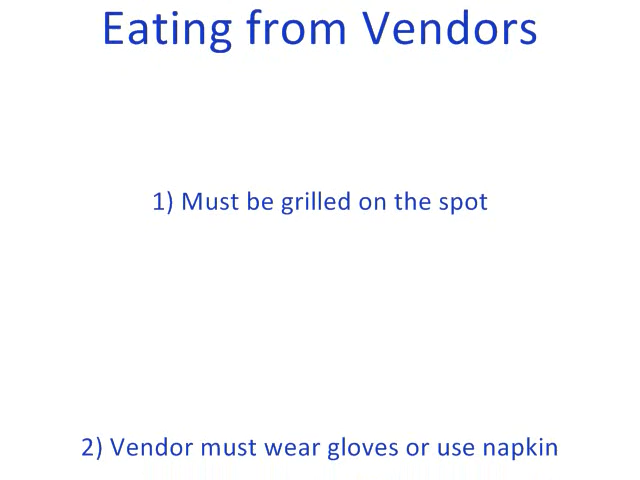 Eating from Vendors
1) Must be grilled on the spot
2) Vendor must wear gloves or use napkin